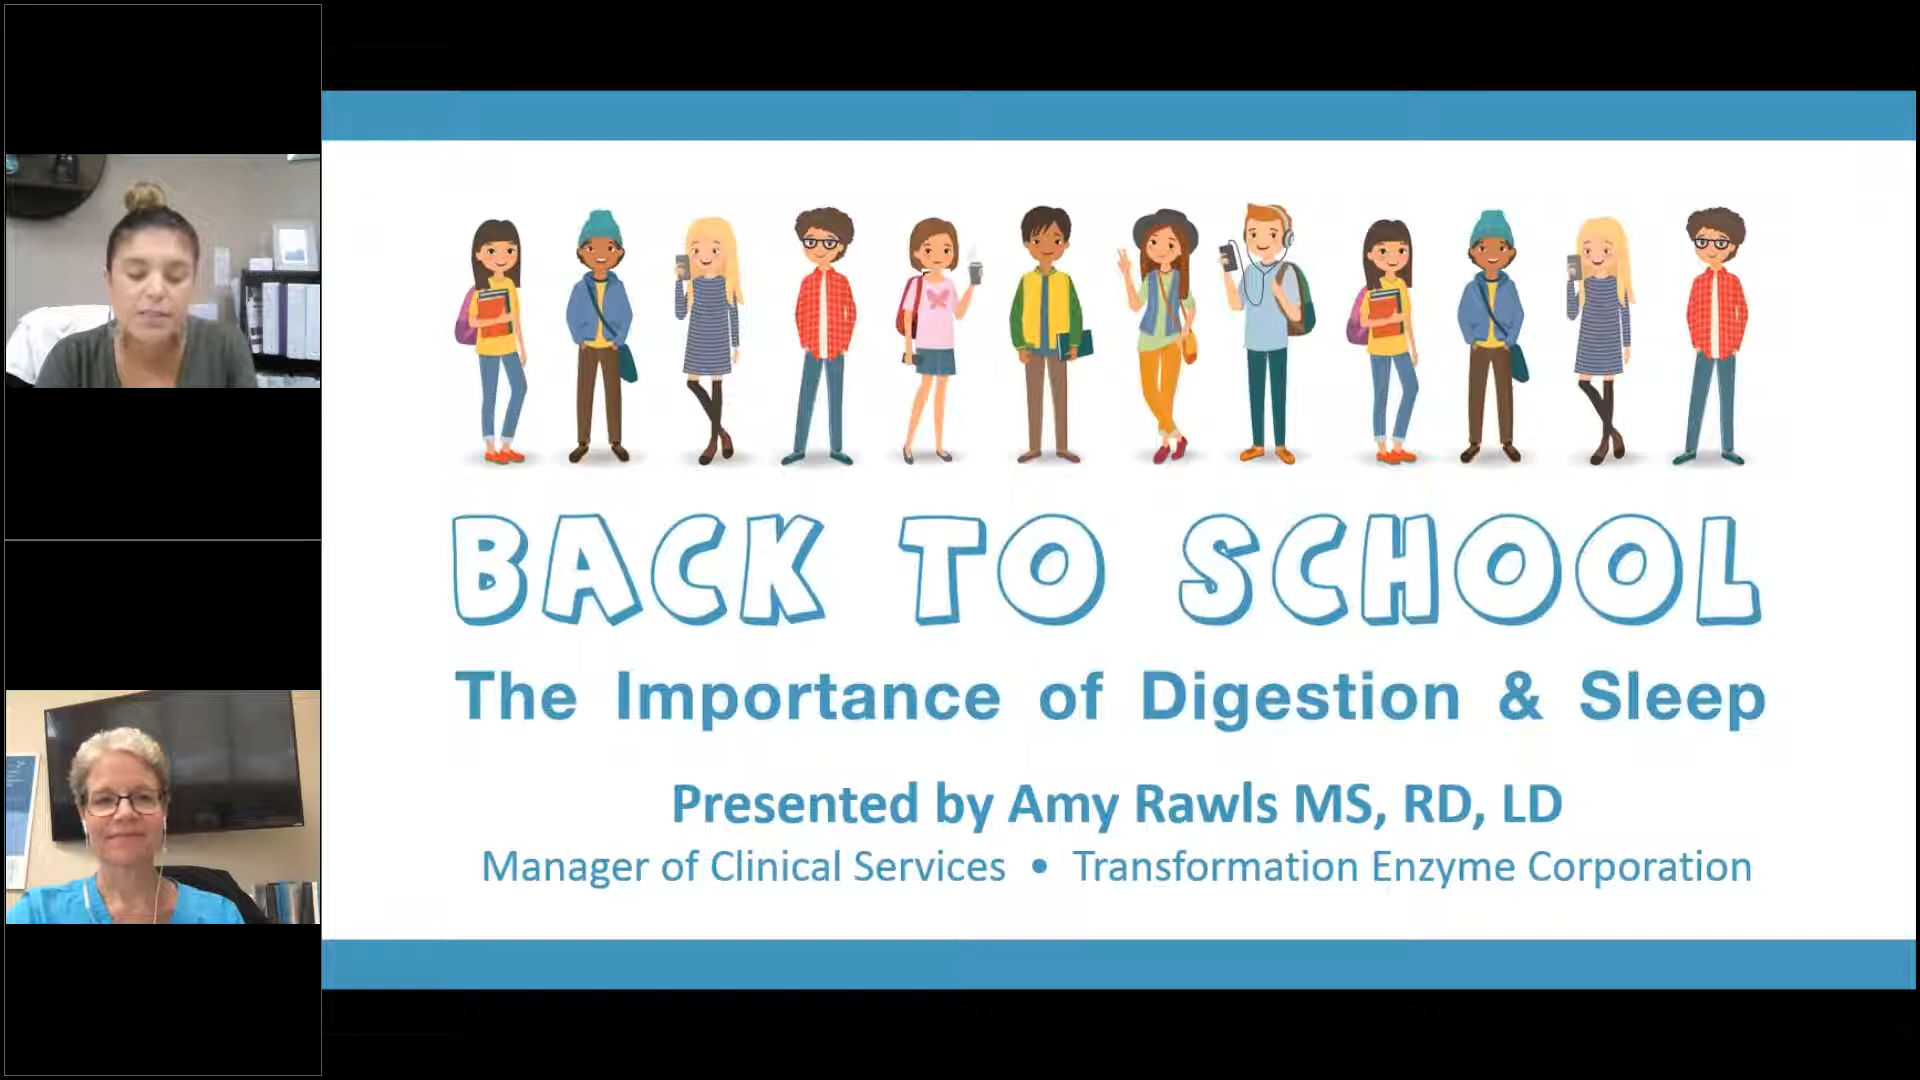 BACK TO SCHOOL
The Importance of Digestion & Sleep
Presented by Amy Rawls MS, RD, LD
Manager of Clinical Services • Transformation Enzyme Corporation